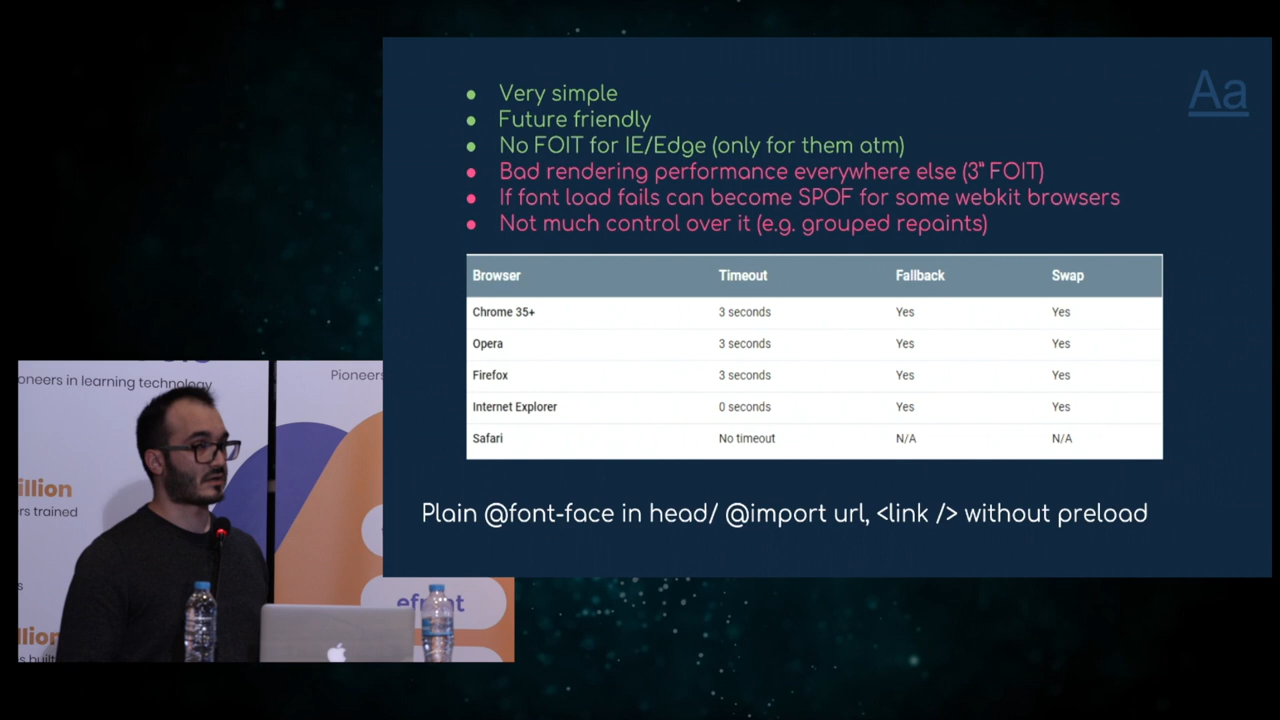 Aa
● Very simple
● Future friendly
● No FOIT for IE/Edge (only for them atm)
● Bad rendering performance everywhere else (3" FOIT)
● If font load fails can become SPOF for some webkit browsers
● Not much control over it (e.g. grouped repaints)
Browser Timeout Fallback Swap
Chrome 35+ 3 seconds Yes Yes
Opera 3 seconds Yes Yes
Firefox 3 seconds Yes Yes
Internet Explorer 0 seconds Yes Yes
Safari No timeout N/A N/A
Plain @font-face in head/ @import url, <link /> without preload
oneers in learning technology
Pioneers
illion
rs trained
s
llion
s built